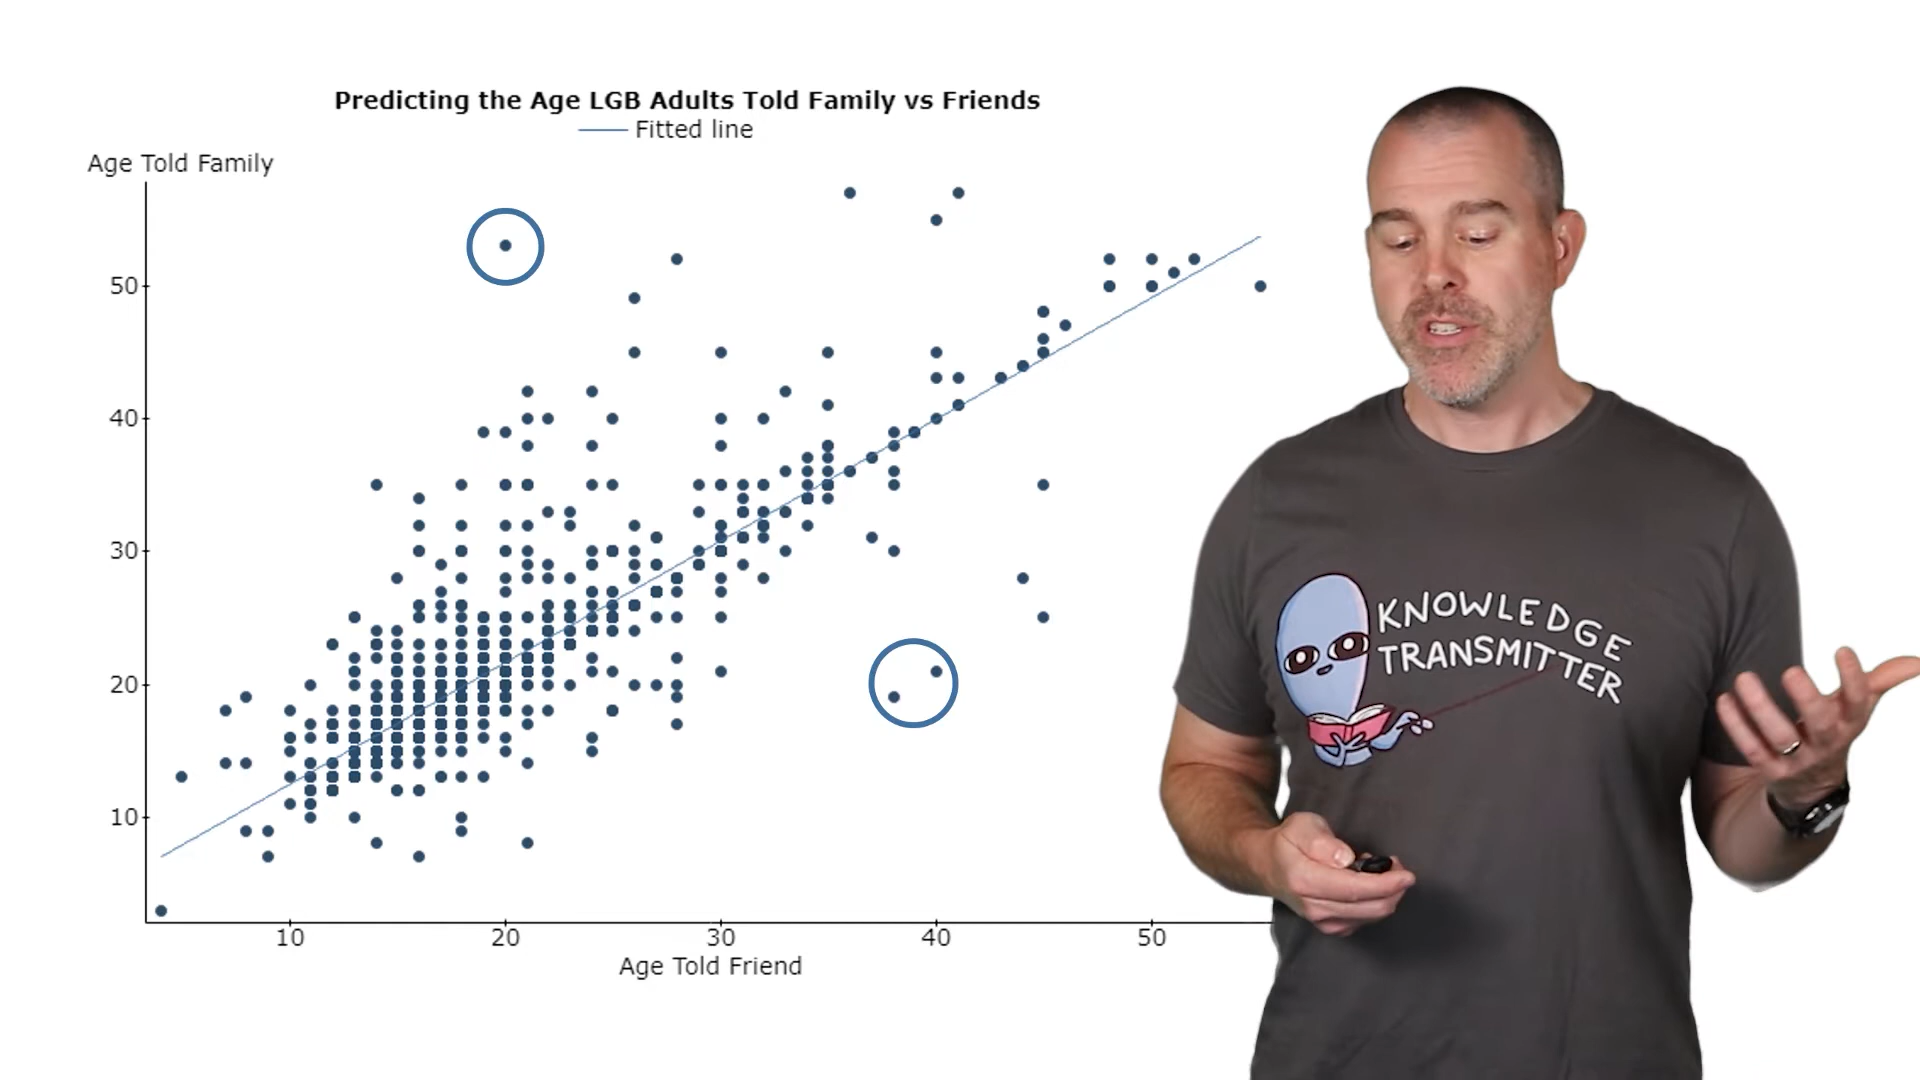 Predicting the Age LGB Adults Told Family vs Friends
Fitted line
Age Told Family
50
40
30
20
10
10 20 30 40 50
Age Told Friend
KNOWLEDGE
TRANSMITTER